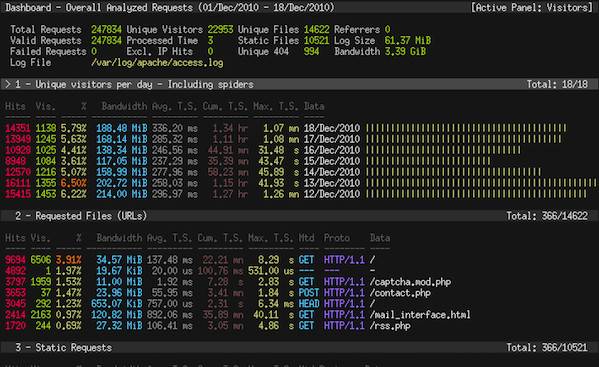 Dashboard - Overall Analyzed Requests (01/Dec/2010 - 18/Dec/2010) [Active Panel: Visitors]
Total Requests 247834 Unique Visitors 22953 Unique Files 14622 Referrers 0
Valid Requests 247834 Processed Time 3 Static Files 10521 Log Size 61.37 MiB
Failed Requests 0 Excl. IP Hits 0 Unique 404 994 Bandwidth 3.39 GiB
Log File /var/log/apache/access.log
> 1 - Unique visitors per day - Including spiders Total: 18/18
Hits Vis. % Bandwidth Avg. T.S. Cum. T.S. Max. T.S. Data
14351 1138 5.79% 188.48 MiB 336.20 ms 1.34 hr 1.07 mn 18/Dec/2010
13949 1245 5.63% 168.14 MiB 285.32 ms 1.11 hr 1.08 mn 17/Dec/2010
10928 1025 4.41% 138.34 MiB 246.56 ms 44.91 mn 31.48 s 16/Dec/2010
8948 1084 3.61% 117.05 MiB 237.29 ms 35.39 mn 43.47 s 15/Dec/2010
12570 1216 5.07% 158.99 MiB 277.96 ms 58.23 mn 45.89 s 14/Dec/2010
16111 1355 6.50% 202.72 MiB 258.03 ms 1.15 hr 41.93 s 13/Dec/2010
15415 1453 6.22% 214.00 MiB 296.97 ms 1.27 hr 1.26 mn 12/Dec/2010
2 - Requested Files (URLs) Total: 366/14622
Hits Vis. % Bandwidth Avg. T.S. Cum. T.S. Max. T.S. Mtd Proto Data
9694 6506 3.91% 34.57 MiB 137.48 ms 22.21 mn 8.29 s GET HTTP/1.1 /
4892 1 1.97% 19.67 KiB 20.00 us 100.76 ms 531.00 us --- --- -
3797 1959 1.53% 11.00 MiB 1.92 ms 7.28 s 2.83 s GET HTTP/1.1 /captcha.mod.php
3653 37 1.47% 23.96 MiB 55.95 ms 3.41 mn 1.84 s POST HTTP/1.1 /contact.php
3045 292 1.23% 653.07 KiB 757.00 us 2.31 s 6.34 ms HEAD HTTP/1.1 /
2414 2163 0.97% 120.82 MiB 892.06 ms 35.89 mn 40.11 s GET HTTP/1.1 /mail_interface.html
1720 244 0.69% 27.32 MiB 106.41 ms 3.05 mn 4.86 s GET HTTP/1.1 /rss.php
3 - Static Requests Total: 366/10521